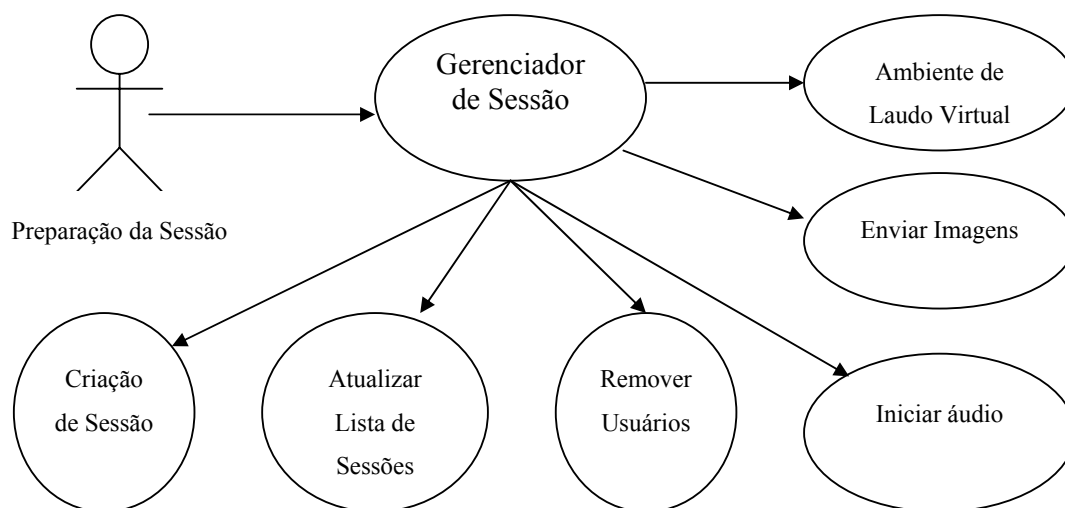 Gerenciador
de Sessão
Ambiente de
Laudo Virtual
Preparação da Sessão
Enviar Imagens
Criação
de Sessão
Atualizar
Lista de
Sessões
Remover
Usuários
Iniciar áudio